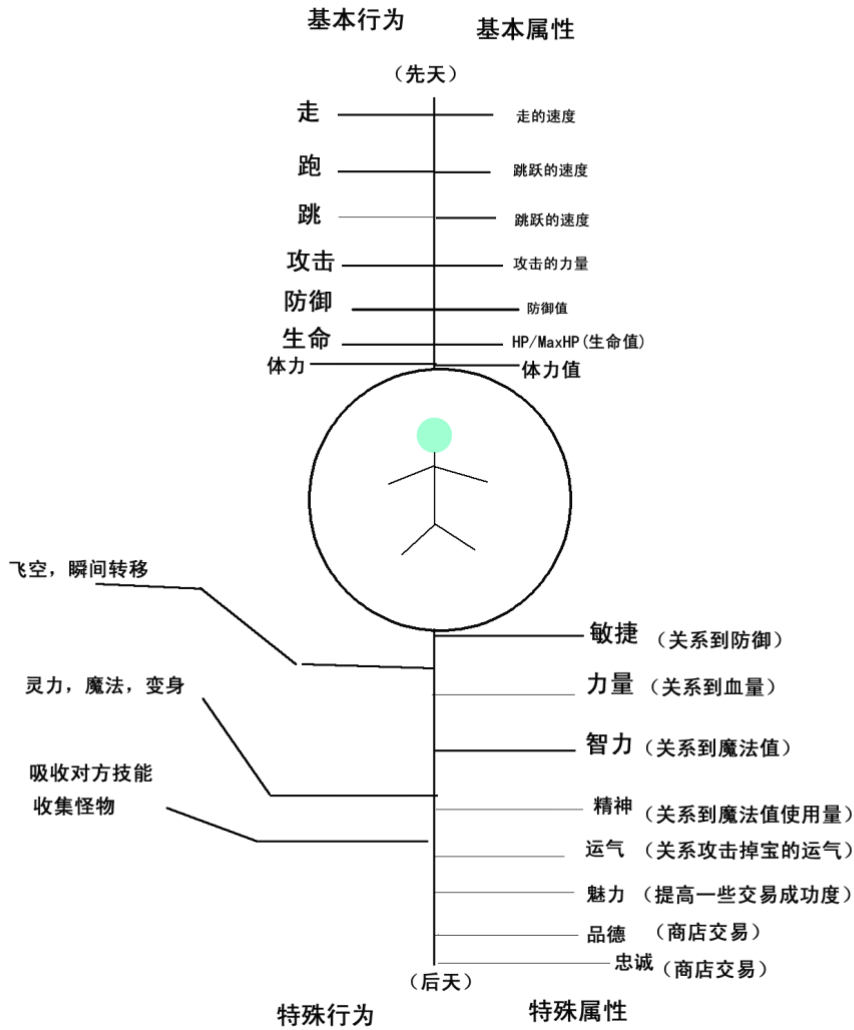 基本行为 基本属性
（先天）
走 走的速度
跑 跳跃的速度
跳 跳跃的速度
攻击 攻击的力量
防御 防御值
生命 HP/MaxHP(生命值)
体力 体力值
飞空，瞬间转移
敏捷 （关系到防御）
灵力，魔法，变身
力量 （关系到血量）
智力 （关系到魔法值）
吸收对方技能
收集怪物
精神 （关系到魔法值使用量）
运气 （关系攻击掉宝的运气）
魅力 （提高一些交易成功度）
品德 （商店交易）
忠诚 （商店交易）
（后天）
特殊行为 特殊属性